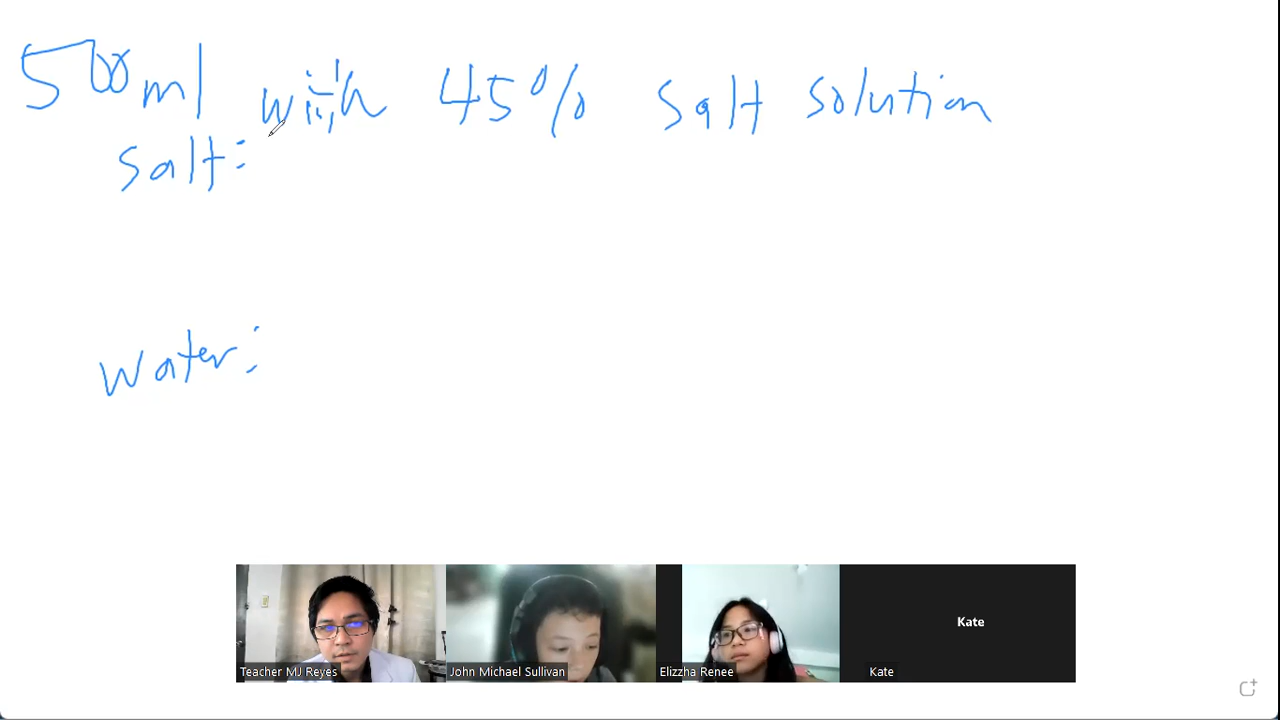 500ml with 45% salt solution
salt:
water:
Teacher MJ Reyes
John Michael Sullivan
Elizzha Renee
Kate
Kate